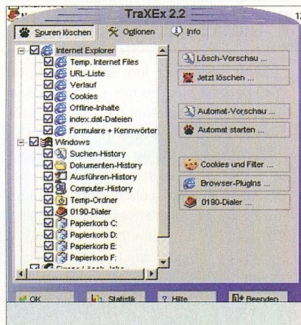 TraXEx 2.2
Spuren löschen
Optionen
Info
Internet Explorer
Temp. Internet Files
URL-Liste
Verlauf
Cookies
Offline-Inhalte
index.dat-Dateien
Formulare + Kennwörter
Windows
Suchen-History
Dokumenten-History
Ausführen-History
Computer-History
Temp-Ordner
0190-Dialer
Papierkorb C:
Papierkorb D:
Papierkorb E:
Papierkorb F:
Lösch-Vorschau ...
Jetzt löschen ...
Automat-Vorschau ...
Automat starten ...
Cookies und Filter ...
Browser-PlugIns ...
0190-Dialer ...
OK
Statistik
? Hilfe
Beenden